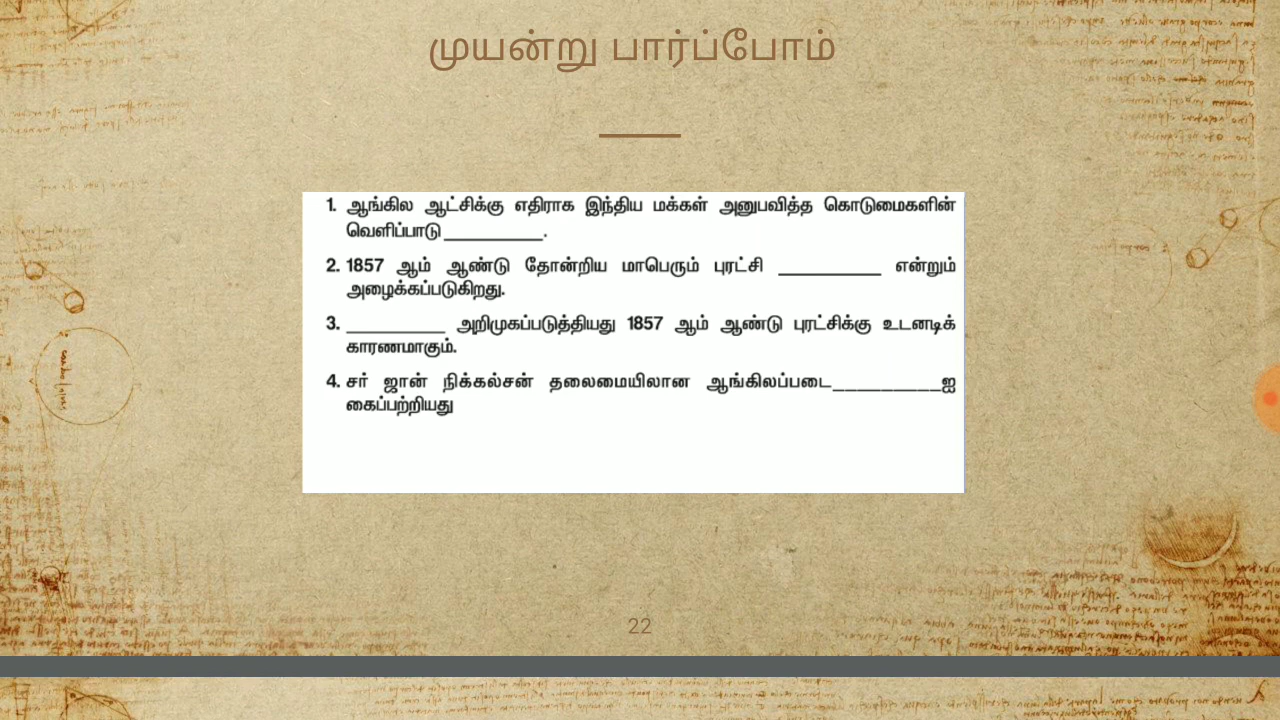 முயன்று பார்ப்போம்
1. ஆங்கில ஆட்சிக்கு எதிராக இந்திய மக்கள் அனுபவித்த கொடுமைகளின்
வெளிப்பாடு __________.
2. 1857 ஆம் ஆண்டு தோன்றிய மாபெரும் புரட்சி __________ என்றும்
அழைக்கப்படுகிறது.
3. __________ அறிமுகப்படுத்தியது 1857 ஆம் ஆண்டு புரட்சிக்கு உடனடிக்
காரணமாகும்.
4. சர் ஜான் நிக்கல்சன் தலைமையிலான ஆங்கிலப்படை_________ஐ
கைப்பற்றியது
22